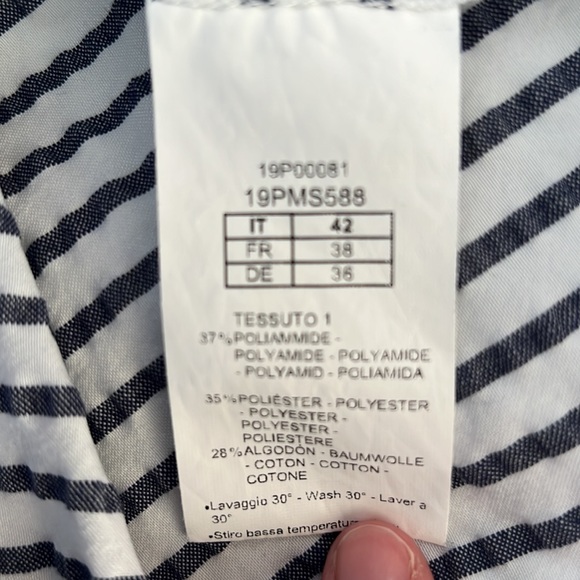 19P00081
19PMS588
IT 42
FR 38
DE 36
TESSUTO 1
37%POLIAMMIDE -
POLYAMIDE - POLYAMIDE
- POLYAMID - POLIAMIDA
35%POLIÉSTER - POLYESTER
- POLYESTER -
POLYESTER -
POLIESTERE
28%ALGODÓN - BAUMWOLLE
- COTON - COTTON -
COTONE
•Lavaggio 30° - Wash 30° - Laver a
30°
•Stiro bassa